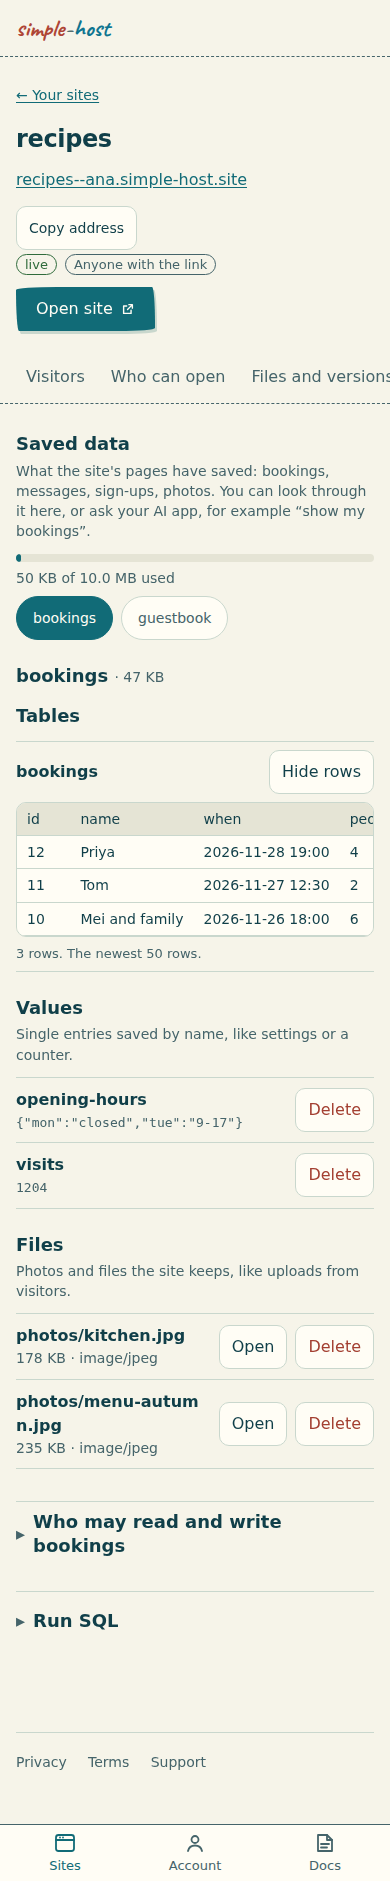 simple-host
← Your sites
recipes
recipes--ana.simple-host.site
Copy address
live Anyone with the link
Open site
Visitors Who can open Files and versions
Saved data
What the site's pages have saved: bookings,
messages, sign-ups, photos. You can look through
it here, or ask your AI app, for example “show my
bookings”.
50 KB of 10.0 MB used
bookings guestbook
bookings · 47 KB
Tables
bookings Hide rows
id name when
12 Priya 2026-11-28 19:00 4
11 Tom 2026-11-27 12:30 2
10 Mei and family 2026-11-26 18:00 6
3 rows. The newest 50 rows.
Values
Single entries saved by name, like settings or a
counter.
opening-hours Delete
{"mon":"closed","tue":"9-17"}
visits Delete
1204
Files
Photos and files the site keeps, like uploads from
visitors.
photos/kitchen.jpg Open Delete
178 KB · image/jpeg
photos/menu-autum
n.jpg Open Delete
235 KB · image/jpeg
▸ Who may read and write
bookings
▸ Run SQL
Privacy Terms Support
Sites Account Docs